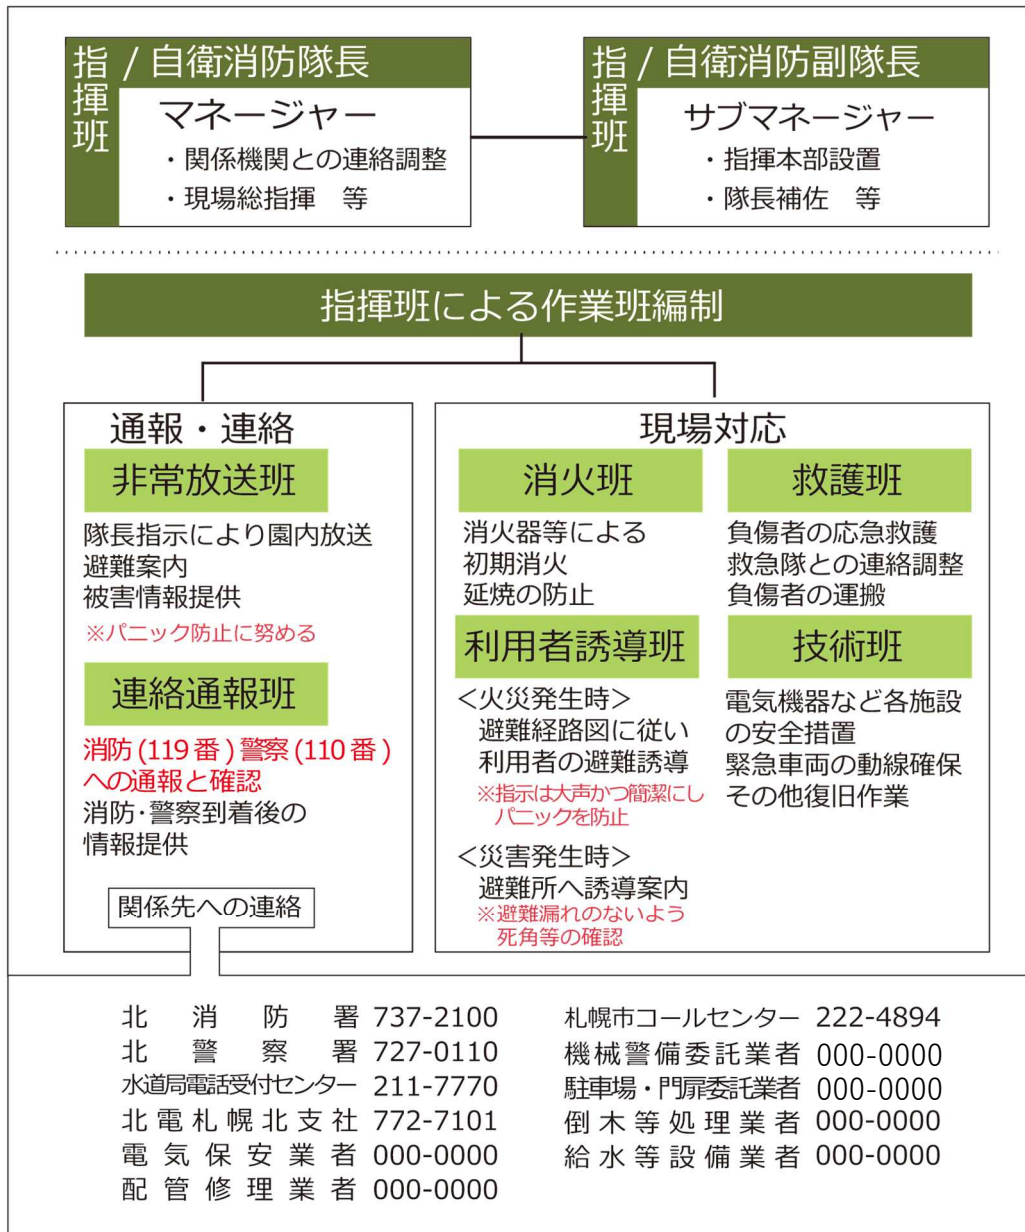 指揮班 / 自衛消防隊長
マネージャー
・関係機関との連絡調整
・現場総指揮 等
指揮班 / 自衛消防副隊長
サブマネージャー
・指揮本部設置
・隊長補佐 等
指揮班による作業班編制
通報・連絡
非常放送班
隊長指示により園内放送
避難案内
被害情報提供
※パニック防止に努める
連絡通報班
消防(119番)警察(110番)
への通報と確認
消防・警察到着後の
情報提供
関係先への連絡
現場対応
消火班
消火器等による
初期消火
延焼の防止
救護班
負傷者の応急救護
救急隊との連絡調整
負傷者の運搬
利用者誘導班
<火災発生時>
避難経路図に従い
利用者の避難誘導
※指示は大声かつ簡潔にし
パニックを防止
<災害発生時>
避難所へ誘導案内
※避難漏れのないよう
死角等の確認
技術班
電気機器など各施設
の安全措置
緊急車両の動線確保
その他復旧作業
北消防署 737-2100
北警察署 727-0110
水道局電話受付センター 211-7770
北電札幌北支社 772-7101
電気保安業者 000-0000
配管修理業者 000-0000
札幌市コールセンター 222-4894
機械警備委託業者 000-0000
駐車場・門扉委託業者 000-0000
倒木等処理業者 000-0000
給水等設備業者 000-0000